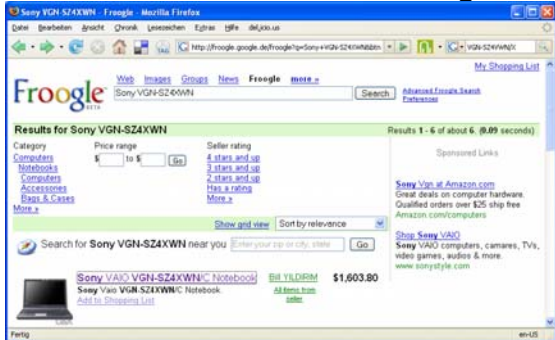 Sony VGN-SZ4XWN - Froogle - Mozilla Firefox
Datei Bearbeiten Ansicht Chronik Lesezeichen Extras Hilfe del.icio.us
Web Images Groups News Froogle more »
My Shopping List
Froogle BETA
Sony VGN-SZ4XWN
Search
Advanced Froogle Search
Preferences
Results for Sony VGN-SZ4XWN
Results 1 - 6 of about 6. (0.09 seconds)
Category Price range Seller rating
Computers $ to $ Go 4 stars and up
Notebooks 3 stars and up
Computers 2 stars and up
Accessories Has a rating
Bags & Cases More »
More »
Sponsored Links
Sony Vgn at Amazon.com
Great deals on computer hardware.
Qualified orders over $25 ship free
Amazon.com/computers
Shop Sony VAIO
Sony VAIO computers, camares, TVs,
video games, audios & more.
www.sonystyle.com
Show grid view Sort by relevance
Search for Sony VGN-SZ4XWN near you Enter your zip or city, state Go
Sony VAIO VGN-SZ4XWN/C Notebook Bill YILDIRIM $1,603.80
Sony Vaio VGN-SZ4XWN/C Notebook. All items from
Add to Shopping List seller
Fertig en-US